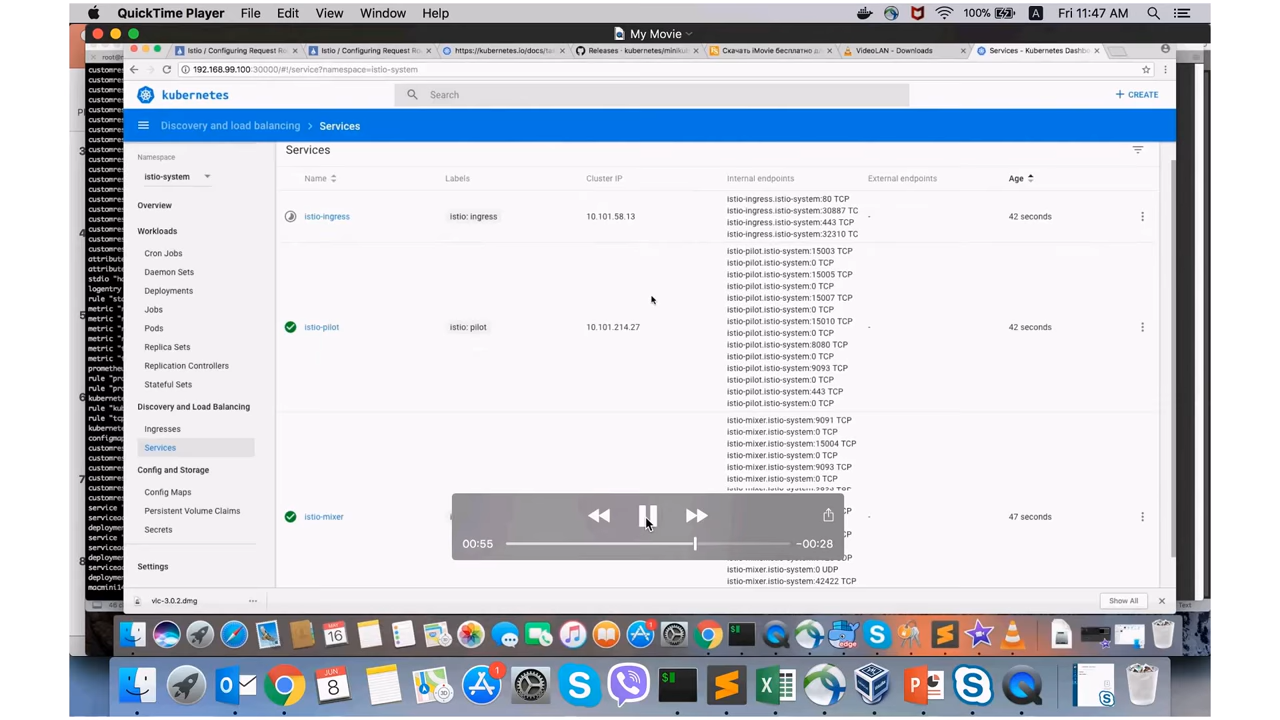 QuickTime Player File Edit View Window Help 100% A Fri 11:47 AM
My Movie
Istio / Configuring Request Ro Istio / Configuring Request Ro https://kubernetes.io/docs/ta Releases · kubernetes/miniku Скачать iMovie бесплатно д VideoLAN - Downloads Services - Kubernetes Dashb
192.168.99.100:30000/#!/service?namespace=istio-system
kubernetes Search + CREATE
Discovery and load balancing > Services
Namespace
istio-system
Overview
Workloads
Cron Jobs
Daemon Sets
Deployments
Jobs
Pods
Replica Sets
Replication Controllers
Stateful Sets
Discovery and Load Balancing
Ingresses
Services
Config and Storage
Config Maps
Persistent Volume Claims
Secrets
Settings
Services
Name Labels Cluster IP Internal endpoints External endpoints Age
istio-ingress istio: ingress 10.101.58.13 - 42 seconds
istio-ingress.istio-system:80 TCP
istio-ingress.istio-system:30887 TC
istio-ingress.istio-system:443 TCP
istio-ingress.istio-system:32310 TC
istio-pilot istio: pilot 10.101.214.27 - 42 seconds
istio-pilot.istio-system:15003 TCP
istio-pilot.istio-system:0 TCP
istio-pilot.istio-system:15005 TCP
istio-pilot.istio-system:0 TCP
istio-pilot.istio-system:15007 TCP
istio-pilot.istio-system:0 TCP
istio-pilot.istio-system:15010 TCP
istio-pilot.istio-system:0 TCP
istio-pilot.istio-system:8080 TCP
istio-pilot.istio-system:0 TCP
istio-pilot.istio-system:9093 TCP
istio-pilot.istio-system:0 TCP
istio-pilot.istio-system:443 TCP
istio-pilot.istio-system:0 TCP
istio-mixer 47 seconds
istio-mixer.istio-system:9091 TCP
istio-mixer.istio-system:0 TCP
istio-mixer.istio-system:15004 TCP
istio-mixer.istio-system:0 TCP
istio-mixer.istio-system:9093 TCP
istio-mixer.istio-system:0 TCP
istio-mixer.istio-system:0 UDP
istio-mixer.istio-system:42422 TCP
00:55 -00:28
vlc-3.0.2.dmg Show All
MAY
16
1
edge
JUN
8
1